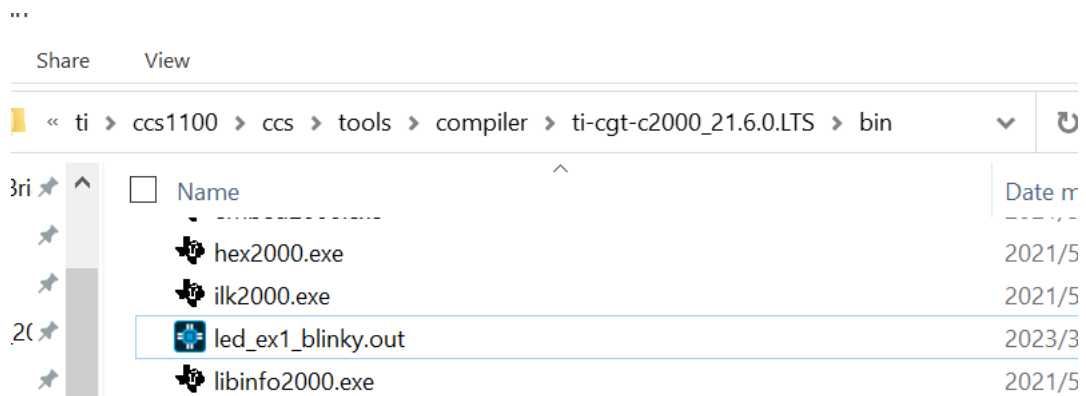 Share View
« ti > ccs1100 > ccs > tools > compiler > ti-cgt-c2000_21.6.0.LTS > bin
Name Date m
hex2000.exe 2021/5
ilk2000.exe 2021/5
led_ex1_blinky.out 2023/3
libinfo2000.exe 2021/5